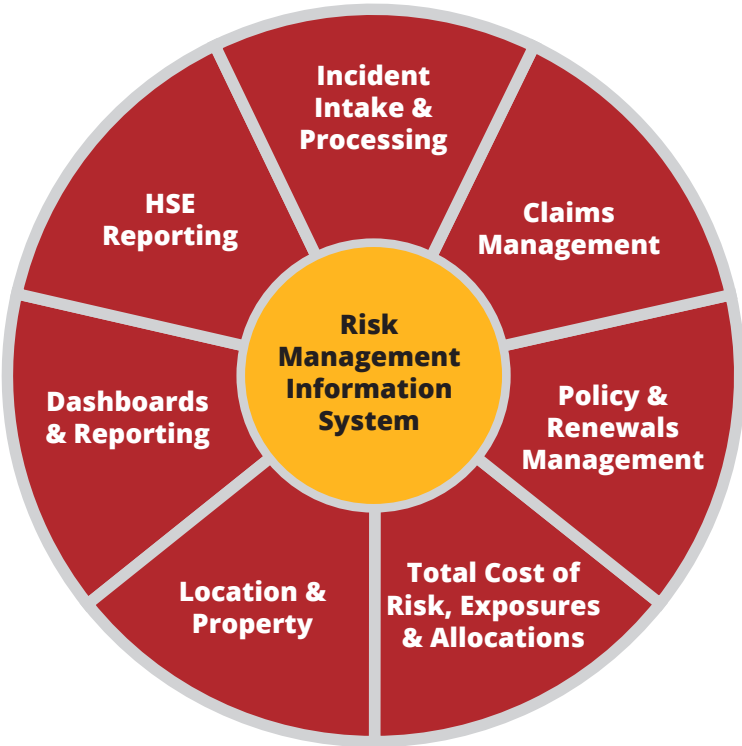 Incident
Intake &
Processing
Claims
Management
Policy &
Renewals
Management
Total Cost of
Risk, Exposures
& Allocations
Location &
Property
Dashboards
& Reporting
HSE
Reporting
Risk
Management
Information
System